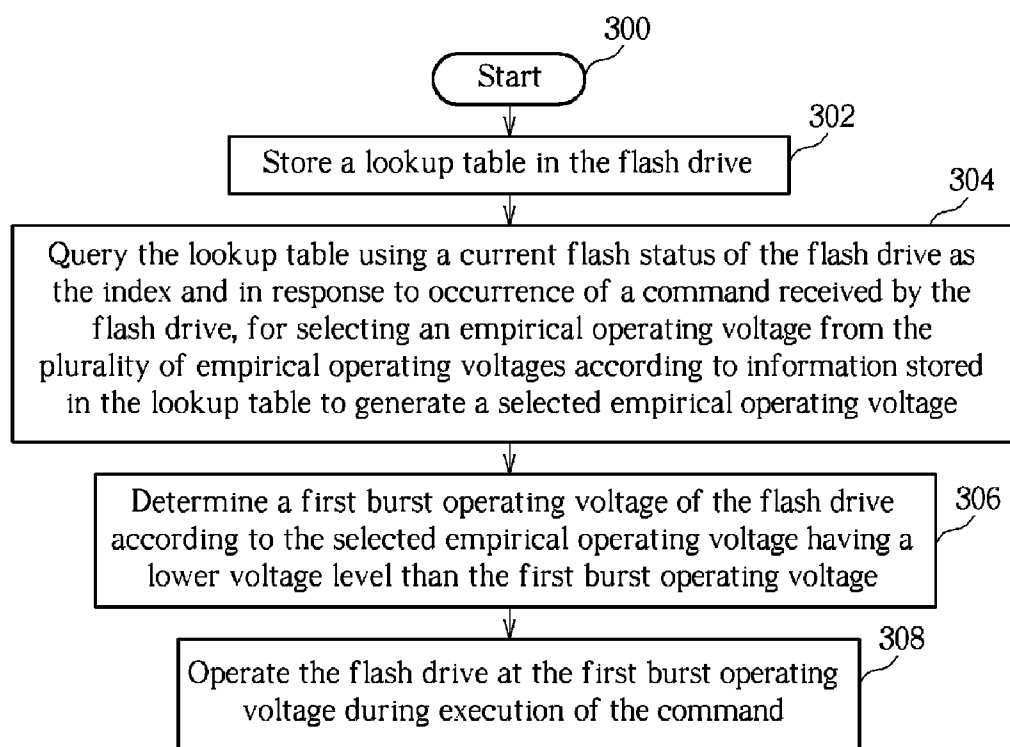 300
Start
302
Store a lookup table in the flash drive
304
Query the lookup table using a current flash status of the flash drive as
the index and in response to occurrence of a command received by the
flash drive, for selecting an empirical operating voltage from the
plurality of empirical operating voltages according to information stored
in the lookup table to generate a selected empirical operating voltage
Determine a first burst operating voltage of the flash drive
according to the selected empirical operating voltage having a
lower voltage level than the first burst operating voltage
306
308
Operate the flash drive at the first burst operating
voltage during execution of the command